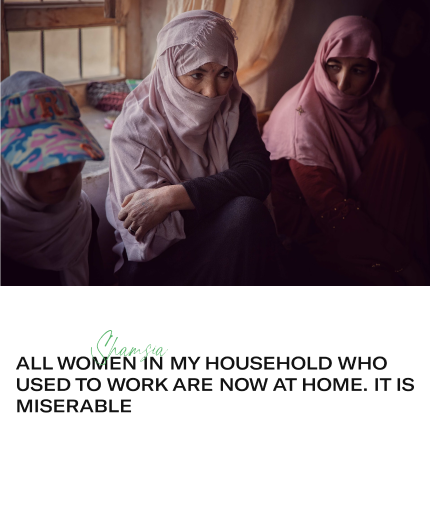 Shamsia
ALL WOMEN IN MY HOUSEHOLD WHO
USED TO WORK ARE NOW AT HOME. IT IS
MISERABLE